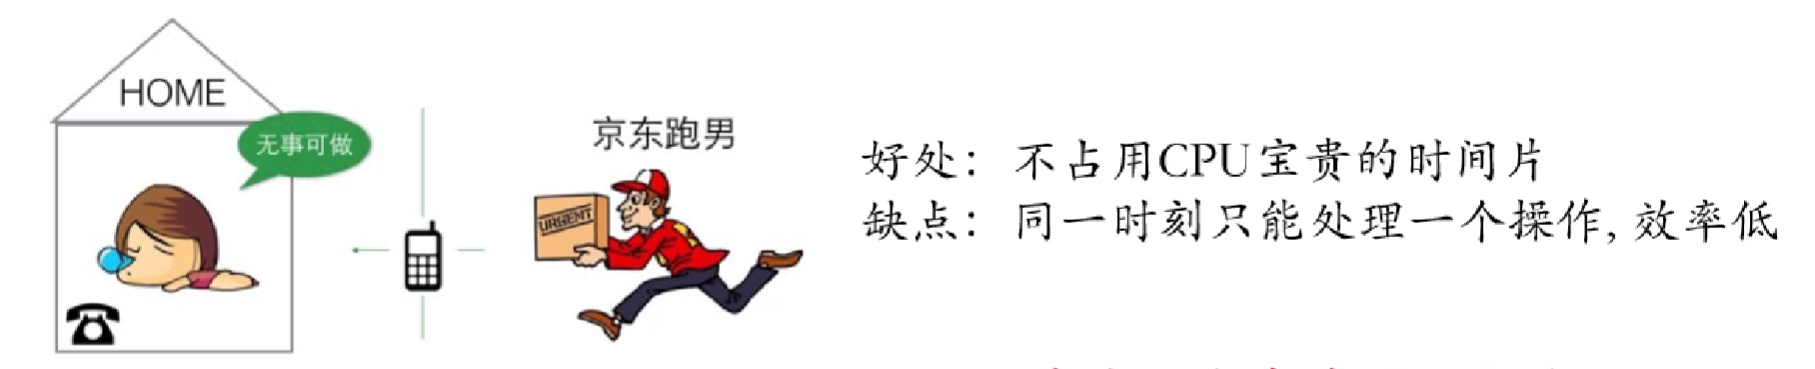 HOME
无事可做
京东跑男
URGENT
好处：不占用CPU宝贵的时间片
缺点：同一时刻只能处理一个操作, 效率低